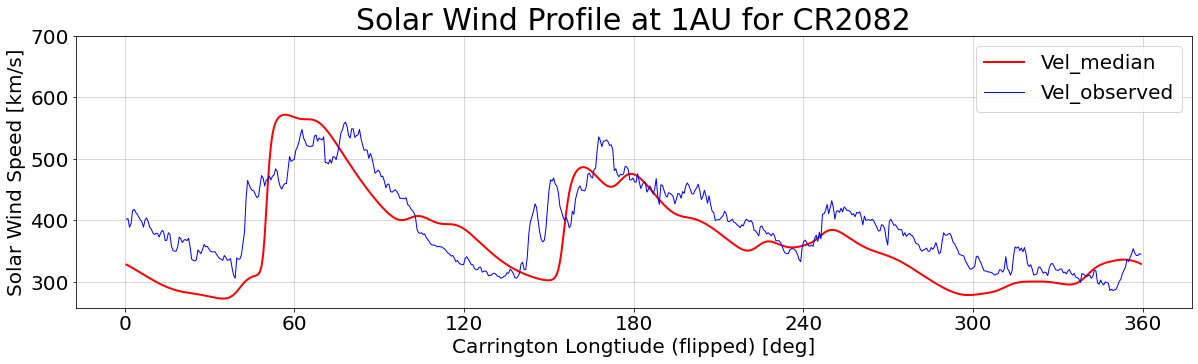 Solar Wind Profile at 1AU for CR2082
Solar Wind Speed [km/s]
700
600
500
400
300
Vel_median
Vel_observed
0 60 120 180 240 300 360
Carrington Longtiude (flipped) [deg]